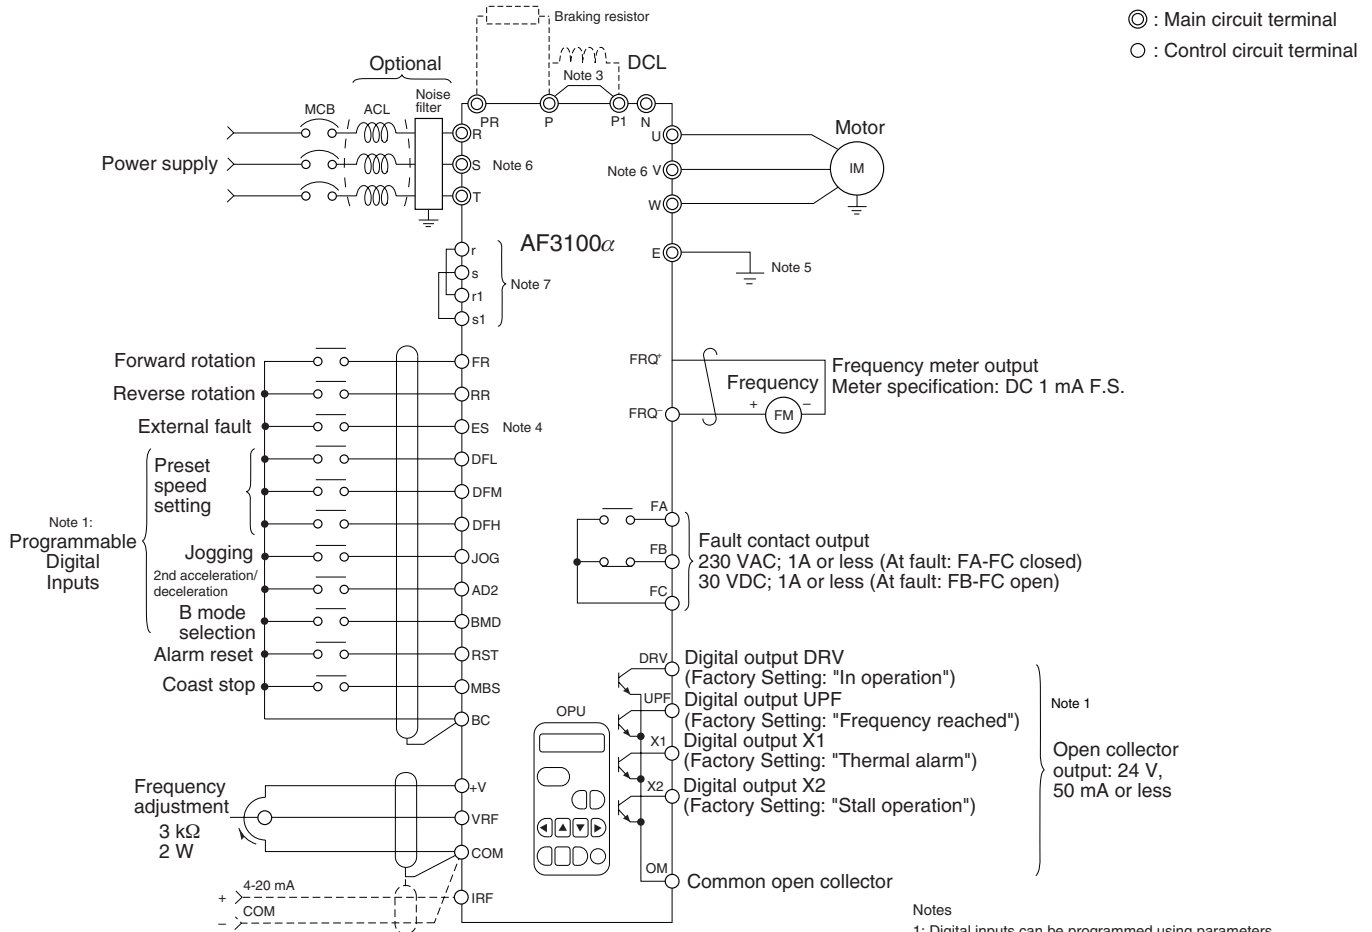 Braking resistor
◎ : Main circuit terminal
○ : Control circuit terminal
Optional
DCL
Note 3
MCB
ACL
Noise
filter
PR
P
P1
N
R
U
Motor
Power supply
S
Note 6
Note 6
V
IM
T
W
AF3100α
E
Note 5
r
s
r1
s1
Note 7
Forward rotation
FR
Reverse rotation
RR
External fault
ES
Note 4
Note 1:
Programmable
Digital
Inputs
Preset
speed
setting
DFL
DFM
DFH
Jogging
JOG
2nd acceleration/
deceleration
AD2
B mode
selection
BMD
Alarm reset
RST
Coast stop
MBS
BC
FRQ+
Frequency meter output
Meter specification: DC 1 mA F.S.
Frequency
+
−
FRQ−
FM
FA
FB
FC
Fault contact output
230 VAC; 1A or less (At fault: FA-FC closed)
30 VDC; 1A or less (At fault: FB-FC open)
DRV
Digital output DRV
(Factory Setting: "In operation")
UPF
Digital output UPF
(Factory Setting: "Frequency reached")
X1
Digital output X1
(Factory Setting: "Thermal alarm")
X2
Digital output X2
(Factory Setting: "Stall operation")
Note 1
Open collector
output: 24 V,
50 mA or less
OM
Common open collector
OPU
Frequency
adjustment
3 kΩ
2 W
+V
VRF
COM
+
4-20 mA
IRF
−
COM
Notes
1: Digital inputs can be programmed using parameters